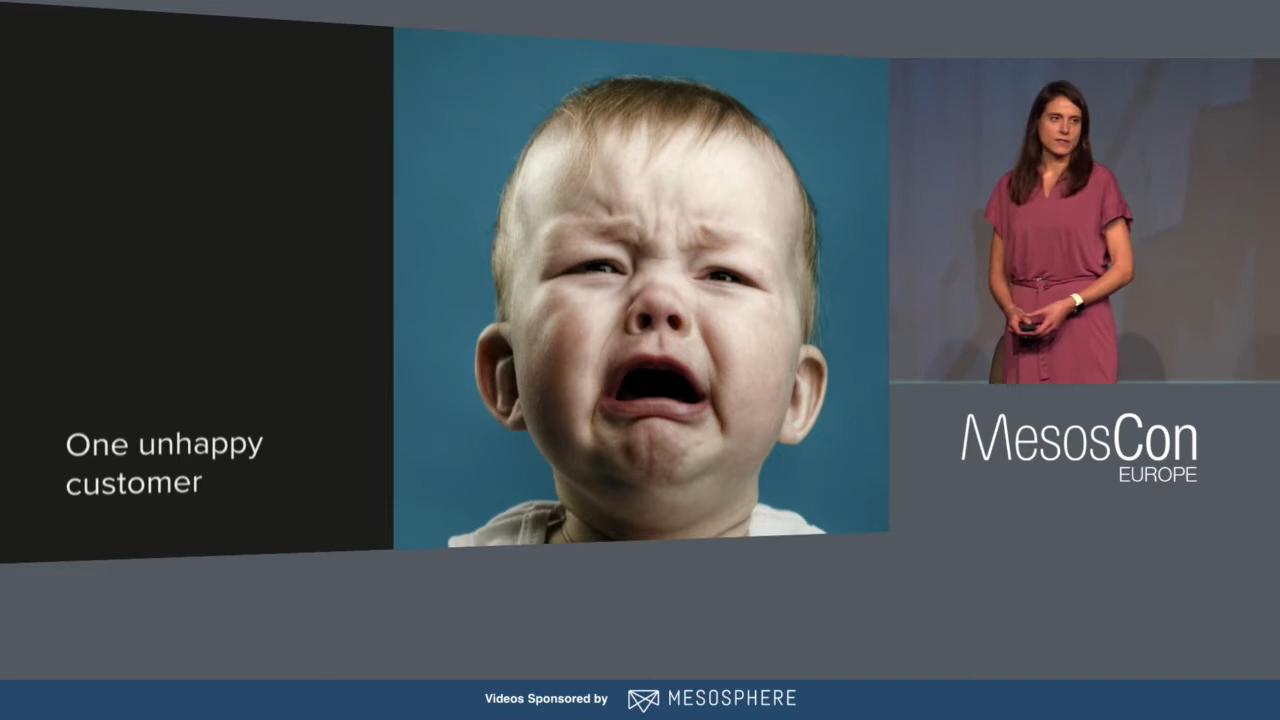 One unhappy
customer
MesosCon
EUROPE
Videos Sponsored by MESOSPHERE